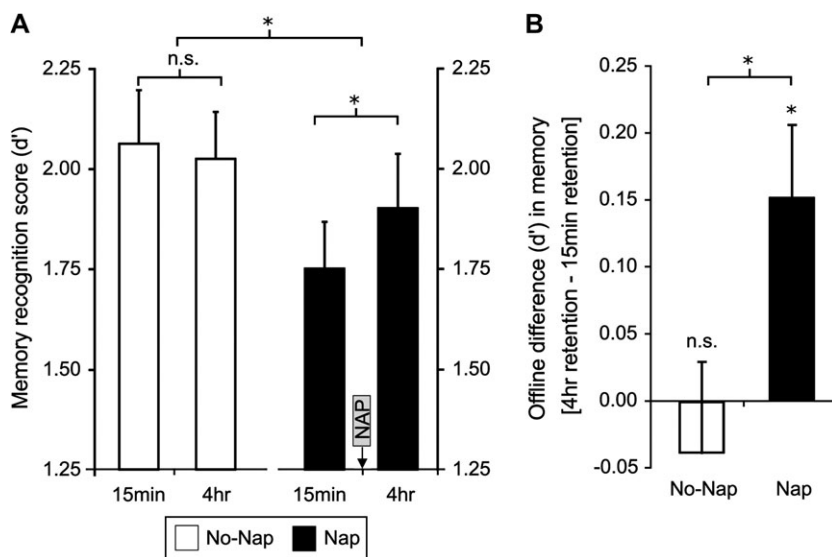 A
*
n.s.
*
2.25
2.00
1.75
1.50
1.25
Memory recognition score (d')
NAP
2.25
2.00
1.75
1.50
1.25
15min 4hr 15min 4hr
No-Nap Nap
B
*
*
n.s.
0.25
0.20
0.15
0.10
0.05
0.00
-0.05
Offline difference (d') in memory
[4hr retention - 15min retention]
No-Nap Nap